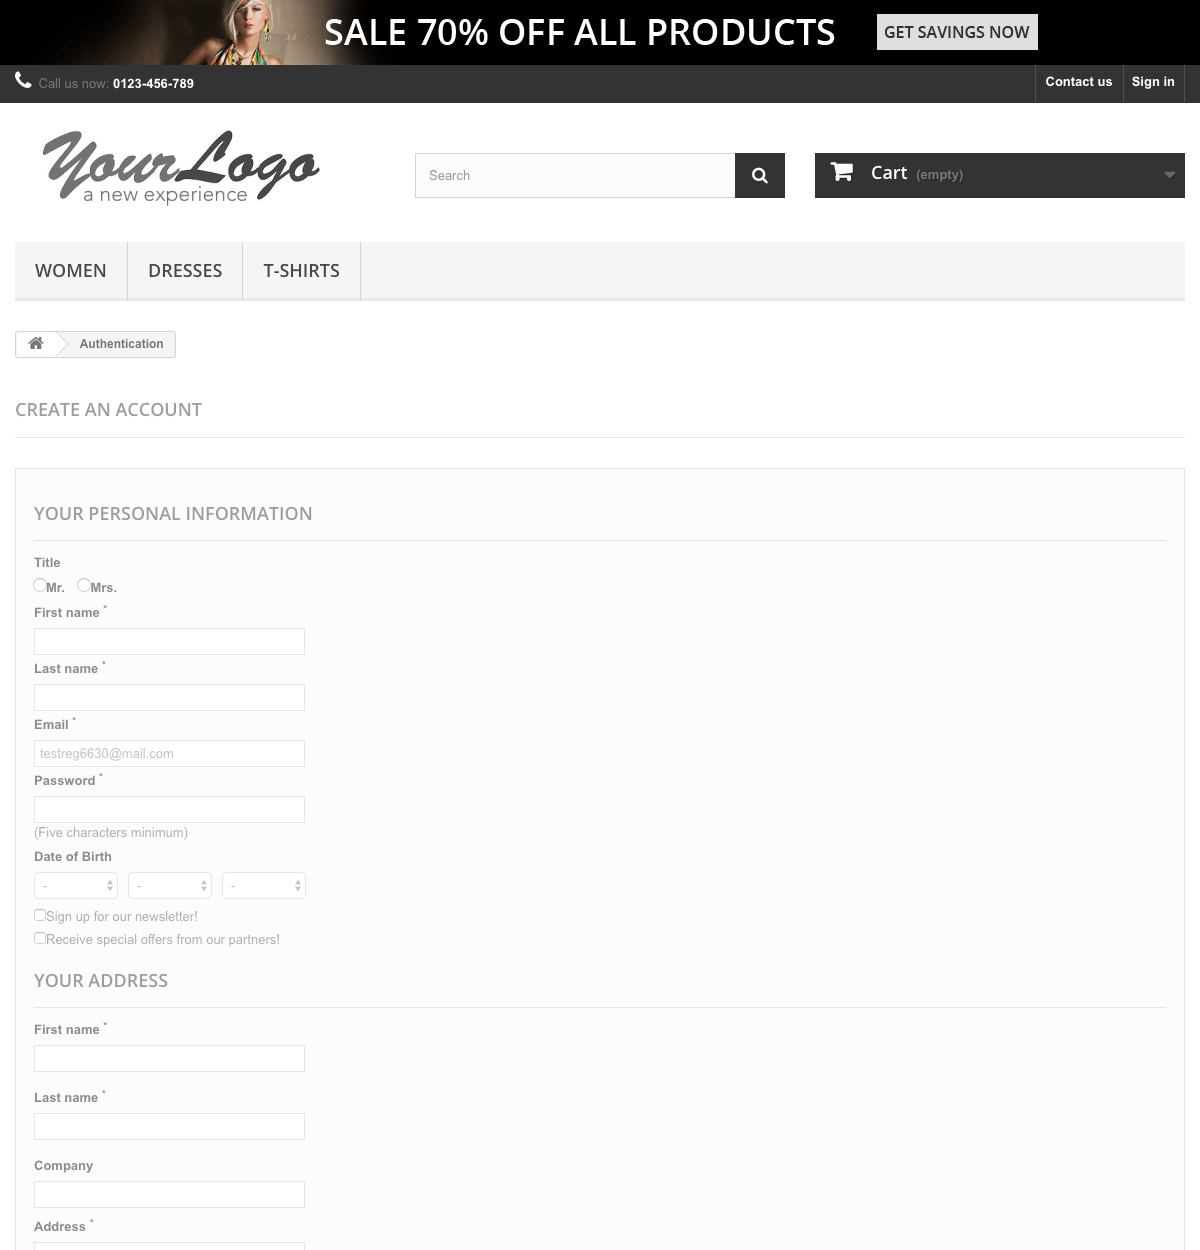 SALE 70% OFF ALL PRODUCTS
GET SAVINGS NOW
Call us now: 0123-456-789
Contact us
Sign in
YourLogo
a new experience
Search
Cart (empty)
WOMEN
DRESSES
T-SHIRTS
Authentication
CREATE AN ACCOUNT
YOUR PERSONAL INFORMATION
Title
Mr.
Mrs.
First name *
Last name *
Email *
testreg6630@mail.com
Password *
(Five characters minimum)
Date of Birth
- - -
Sign up for our newsletter!
Receive special offers from our partners!
YOUR ADDRESS
First name *
Last name *
Company
Address *